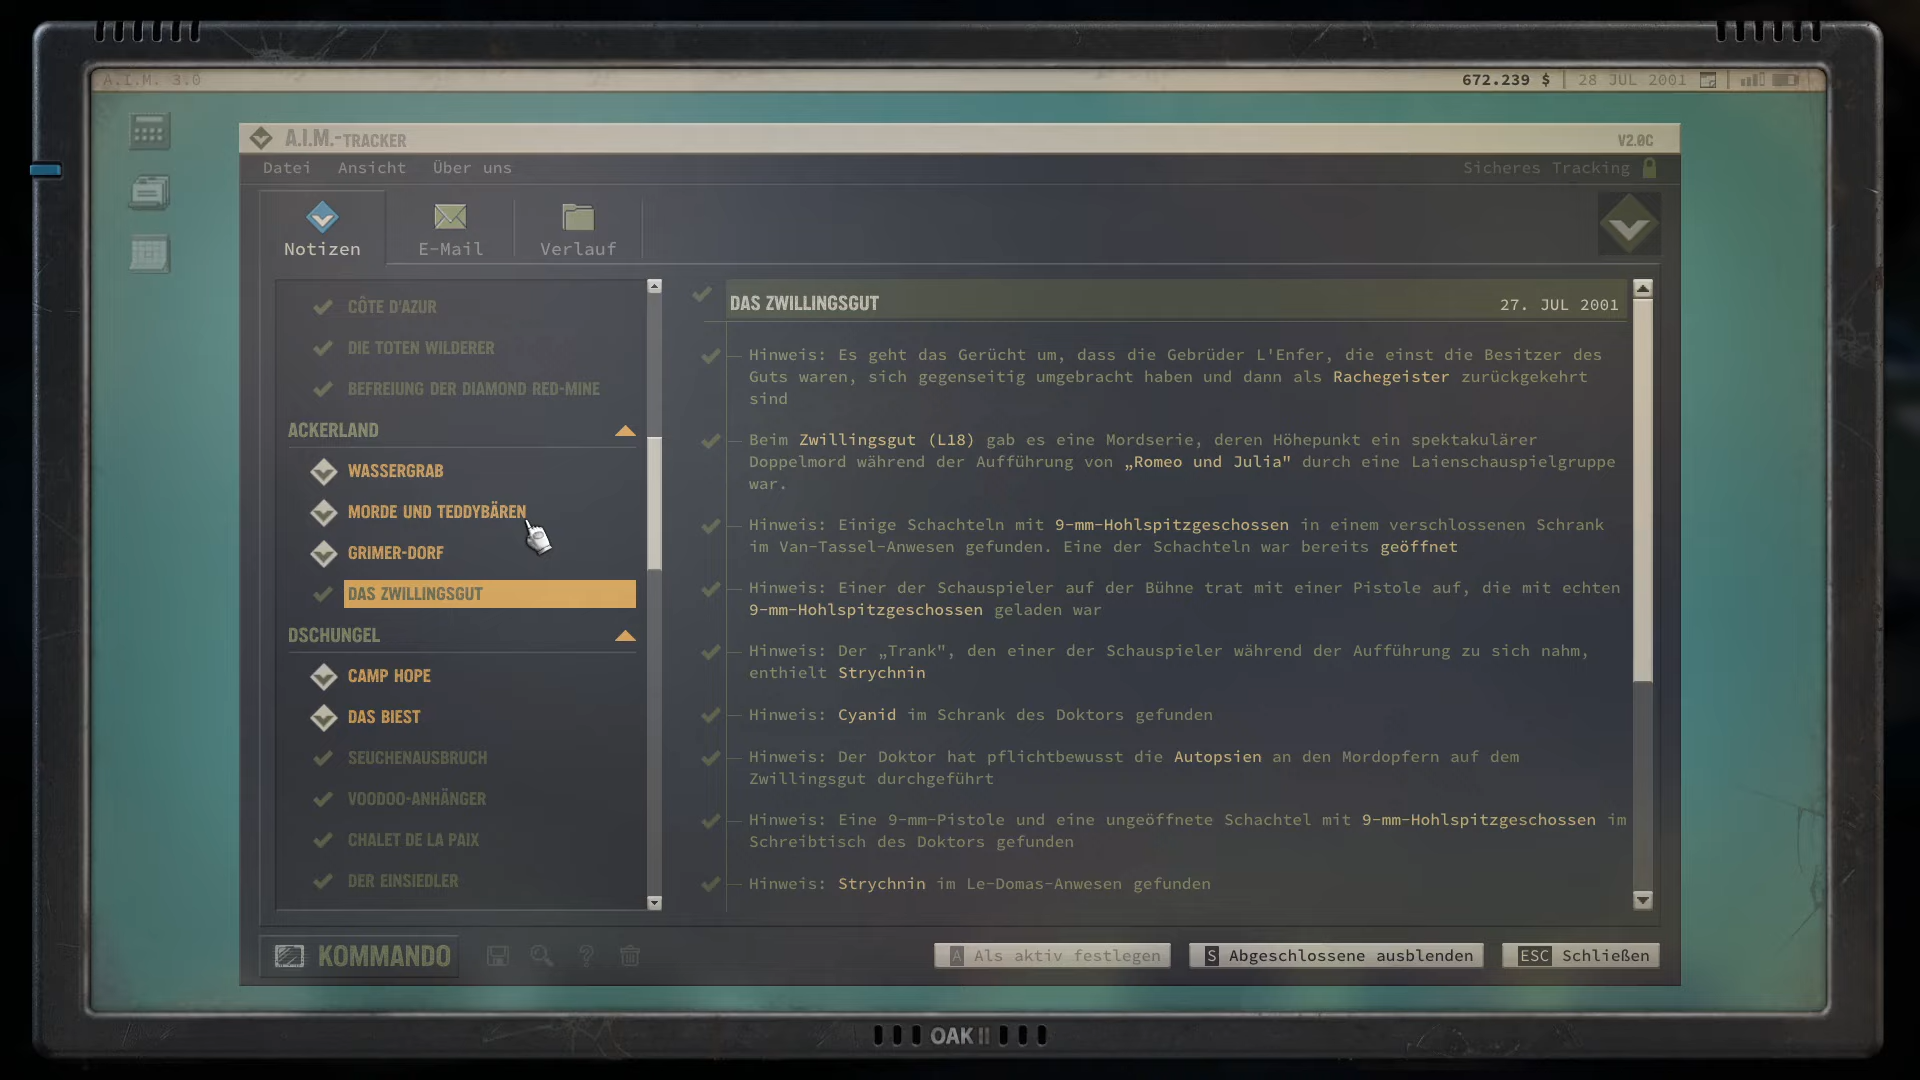 A.I.M. 3.0
672.239 $ | 28 JUL 2001
A.I.M.-TRACKER
V2.0C
Datei Ansicht Über uns
Sicheres Tracking
Notizen
E-Mail
Verlauf
CÔTE D'AZUR
DIE TOTEN WILDERER
BEFREIUNG DER DIAMOND RED-MINE
ACKERLAND
WASSERGRAB
MORDE UND TEDDYBÄREN
GRIMER-DORF
DAS ZWILLINGSGUT
DSCHUNGEL
CAMP HOPE
DAS BIEST
SEUCHENAUSBRUCH
VOODOO-ANHÄNGER
CHALET DE LA PAIX
DER EINSIEDLER
DAS ZWILLINGSGUT
27. JUL 2001
Hinweis: Es geht das Gerücht um, dass die Gebrüder L'Enfer, die einst die Besitzer des
Guts waren, sich gegenseitig umgebracht haben und dann als Rachegeister zurückgekehrt
sind
Beim Zwillingsgut (L18) gab es eine Mordserie, deren Höhepunkt ein spektakulärer
Doppelmord während der Aufführung von „Romeo und Julia" durch eine Laienschauspielgruppe
war.
Hinweis: Einige Schachteln mit 9-mm-Hohlspitzgeschossen in einem verschlossenen Schrank
im Van-Tassel-Anwesen gefunden. Eine der Schachteln war bereits geöffnet
Hinweis: Einer der Schauspieler auf der Bühne trat mit einer Pistole auf, die mit echten
9-mm-Hohlspitzgeschossen geladen war
Hinweis: Der „Trank", den einer der Schauspieler während der Aufführung zu sich nahm,
enthielt Strychnin
Hinweis: Cyanid im Schrank des Doktors gefunden
Hinweis: Der Doktor hat pflichtbewusst die Autopsien an den Mordopfern auf dem
Zwillingsgut durchgeführt
Hinweis: Eine 9-mm-Pistole und eine ungeöffnete Schachtel mit 9-mm-Hohlspitzgeschossen im
Schreibtisch des Doktors gefunden
Hinweis: Strychnin im Le-Domas-Anwesen gefunden
KOMMANDO
A Als aktiv festlegen
S Abgeschlossene ausblenden
ESC Schließen
OAK II